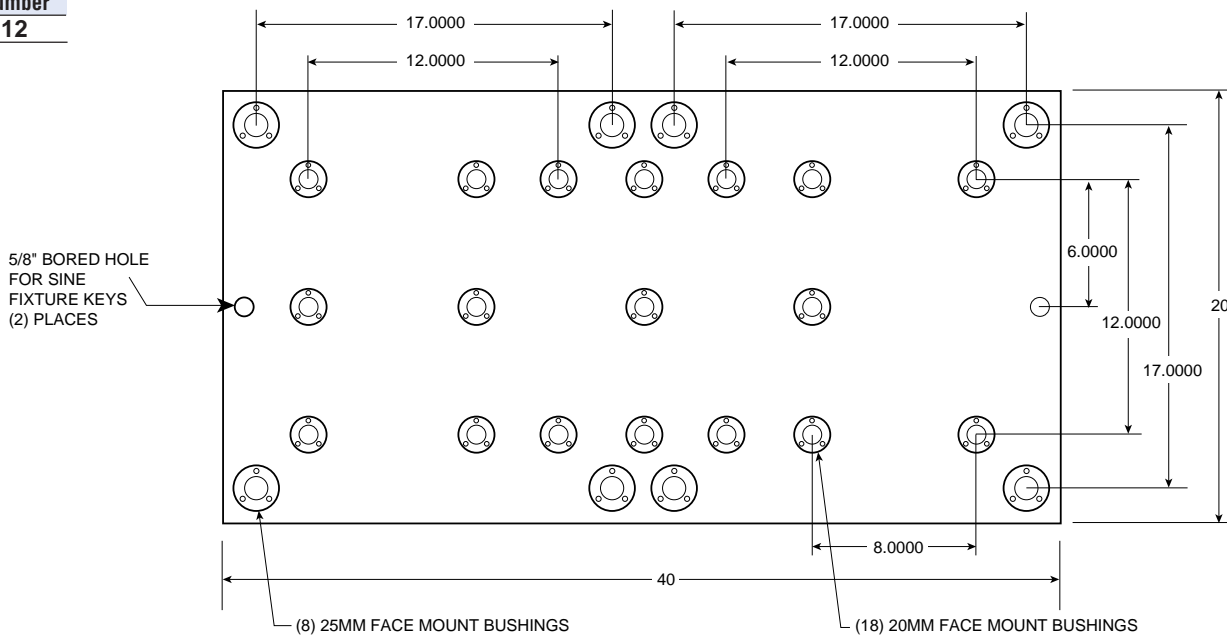 umber
12
17.0000
17.0000
12.0000
12.0000
5/8" BORED HOLE
FOR SINE
FIXTURE KEYS
(2) PLACES
6.0000
12.0000
20
17.0000
8.0000
40
(8) 25MM FACE MOUNT BUSHINGS
(18) 20MM FACE MOUNT BUSHINGS